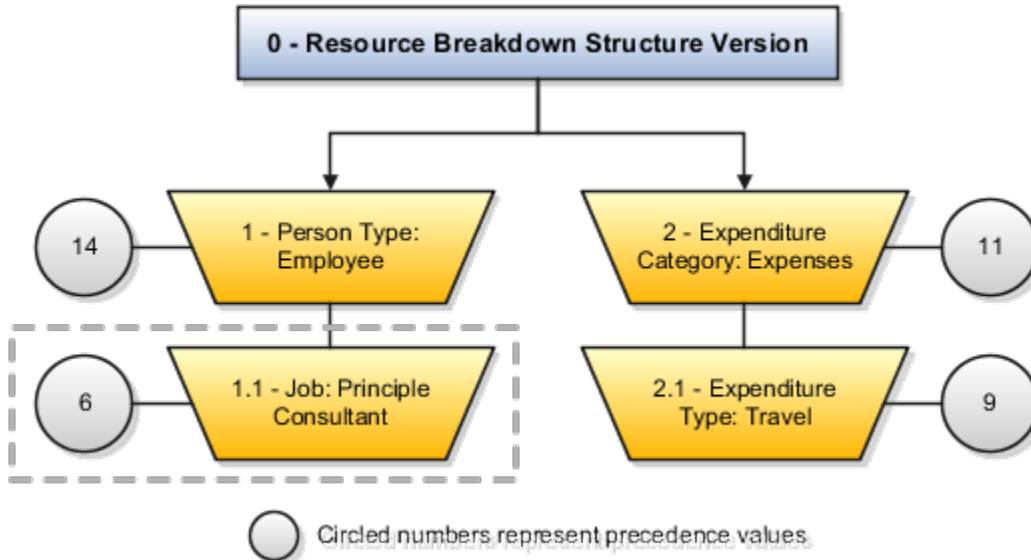 0 - Resource Breakdown Structure Version
14
1 - Person Type:
Employee
2 - Expenditure
Category: Expenses
11
6
1.1 - Job: Principle
Consultant
2.1 - Expenditure
Type: Travel
9
Circled numbers represent precedence values